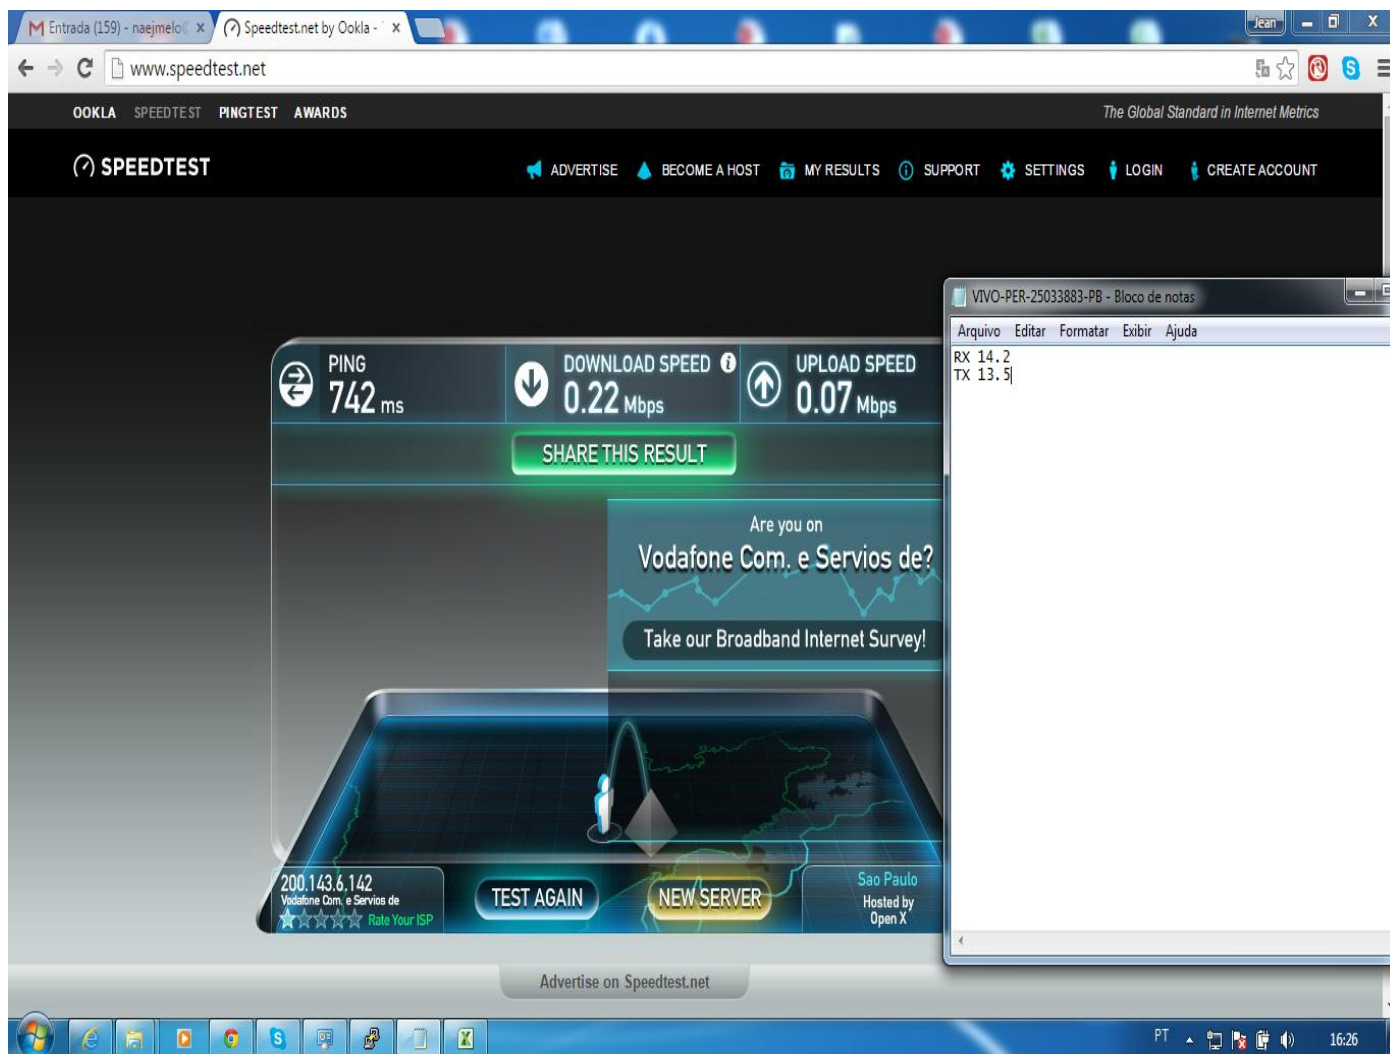 Entrada (159) - naejmelo
Speedtest.net by Ookla -
Jean
www.speedtest.net
OOKLA SPEEDTEST PINGTEST AWARDS
The Global Standard in Internet Metrics
SPEEDTEST
ADVERTISE BECOME A HOST MY RESULTS SUPPORT SETTINGS LOGIN CREATE ACCOUNT
VIVO-PER-25033883-PB - Bloco de notas
Arquivo Editar Formatar Exibir Ajuda
RX 14.2
TX 13.5
PING
742 ms
DOWNLOAD SPEED
0.22 Mbps
UPLOAD SPEED
0.07 Mbps
SHARE THIS RESULT
Are you on
Vodafone Com. e Servios de?
Take our Broadband Internet Survey!
200.143.6.142
Vodafone Com. e Servios de
Rate Your ISP
TEST AGAIN
NEW SERVER
Sao Paulo
Hosted by
Open X
Advertise on Speedtest.net
PT
16:26